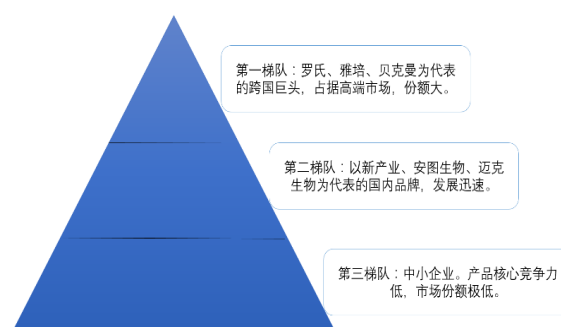 第一梯队：罗氏、雅培、贝克曼为代表
的跨国巨头，占据高端市场，份额大。
第二梯队：以新产业、安图生物、迈克
生物为代表的国内品牌，发展迅速。
第三梯队：中小企业。产品核心竞争力
低，市场份额极低。